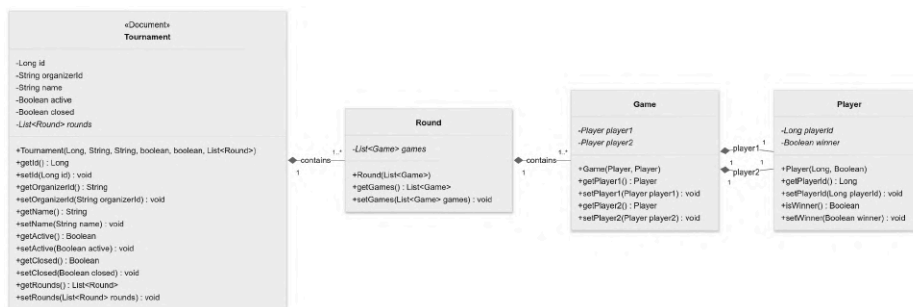 «Document»
Tournament
-Long id
-String organizerId
-String name
-Boolean active
-Boolean closed
-List<Round> rounds
+Tournament(Long, String, String, boolean, boolean, List<Round>)
+getId() : Long
+setId(Long id) : void
+getOrganizerId() : String
+setOrganizerId(String organizerId) : void
+getName() : String
+setName(String name) : void
+getActive() : Boolean
+setActive(Boolean active) : void
+getClosed() : Boolean
+setClosed(Boolean closed) : void
+getRounds() : List<Round>
+setRounds(List<Round> rounds) : void
1
contains
1..*
Round
-List<Game> games
+Round(List<Game>)
+getGames() : List<Game>
+setGames(List<Game> games) : void
1
contains
1..*
Game
-Player player1
-Player player2
+Game(Player, Player)
+getPlayer1() : Player
+setPlayer1(Player player1) : void
+getPlayer2() : Player
+setPlayer2(Player player2) : void
1
player1
1
1
player2
1
Player
-Long playerId
-Boolean winner
+Player(Long, Boolean)
+getPlayerId() : Long
+setPlayerId(Long playerId) : void
+isWinner() : Boolean
+setWinner(Boolean winner) : void